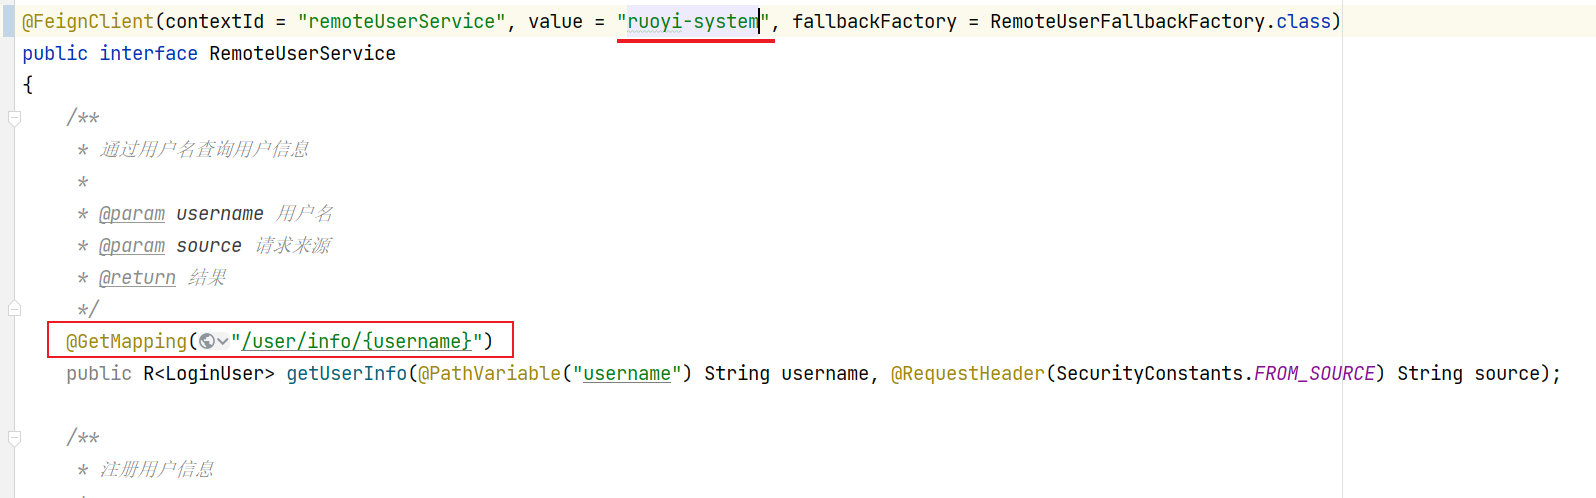 @FeignClient(contextId = "remoteUserService", value = "ruoyi-system", fallbackFactory = RemoteUserFallbackFactory.class)
public interface RemoteUserService
{
/**
* 通过用户名查询用户信息
*
* @param username 用户名
* @param source 请求来源
* @return 结果
*/
@GetMapping("/user/info/{username}")
public R<LoginUser> getUserInfo(@PathVariable("username") String username, @RequestHeader(SecurityConstants.FROM_SOURCE) String source);
/**
* 注册用户信息